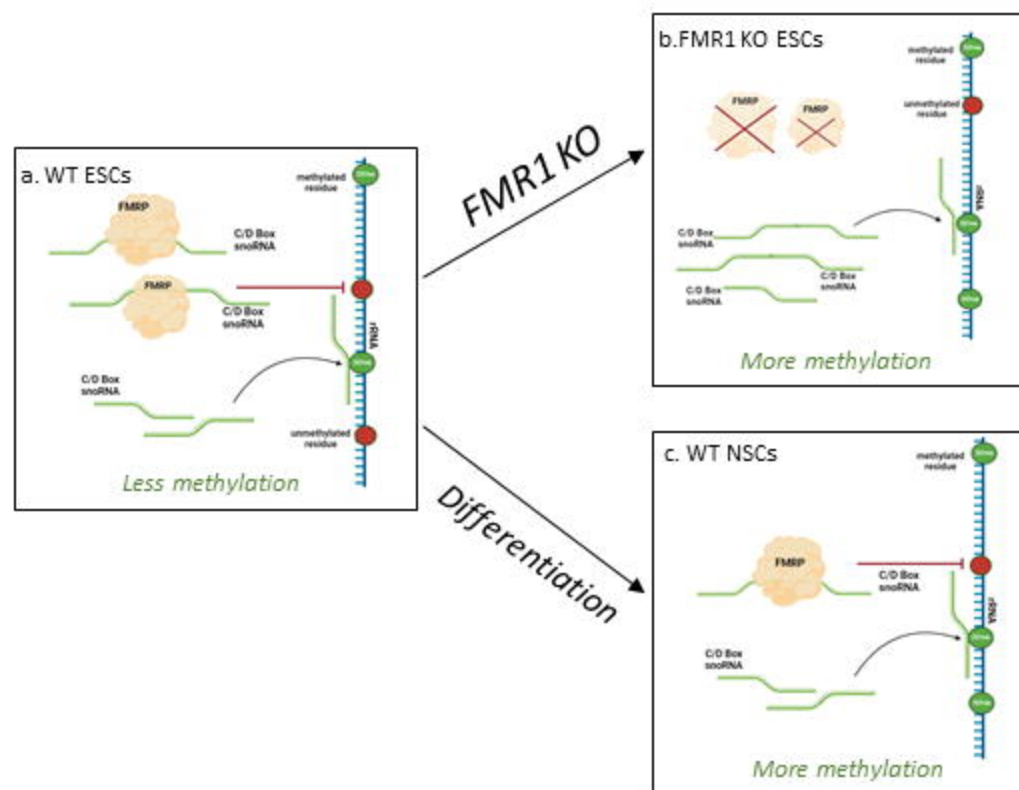 a. WT ESCs
methylated
residue
FMRP
C/D Box
snoRNA
FMRP
C/D Box
snoRNA
rRNA
C/D Box
snoRNA
unmethylated
residue
Less methylation
FMR1 KO
Differentiation
b.FMR1 KO ESCs
methylated
residue
FMRP
FMRP
unmethylated
residue
rRNA
C/D Box
snoRNA
C/D Box
snoRNA
C/D Box
snoRNA
More methylation
c. WT NSCs
methylated
residue
FMRP
C/D Box
snoRNA
rRNA
C/D Box
snoRNA
More methylation